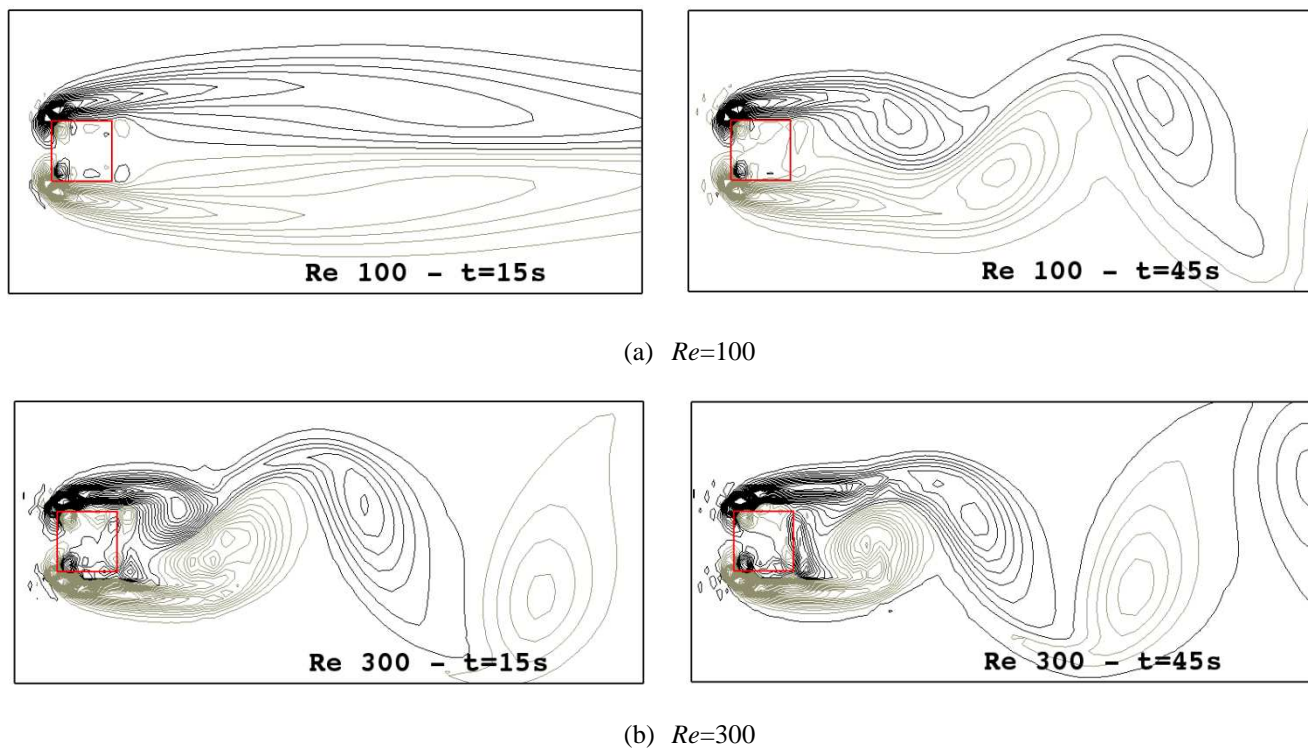 Re 100 - t=15s
Re 100 - t=45s
(a) Re=100
Re 300 - t=15s
Re 300 - t=45s
(b) Re=300